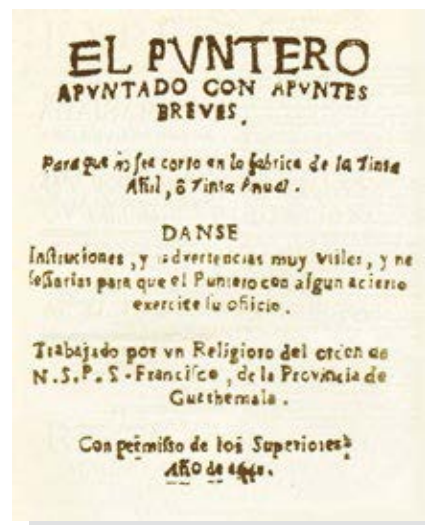 EL PVNTERO
APVNTADO CON APVNTES
BREVES.
Para que no sea corto en la fabrica de la Tinta
Añil, ô Tinta Anual.
DANSE
Instruciones, y advertencias muy vtiles, y ne
sessarias para que el Puntero con algun acierto
exercite su oficio.
Trabajado por vn Religioso del orden de
N.S.P.S. Francisco, de la Provincia de
Guathemala.
Con permisso de los Superiores
Año de